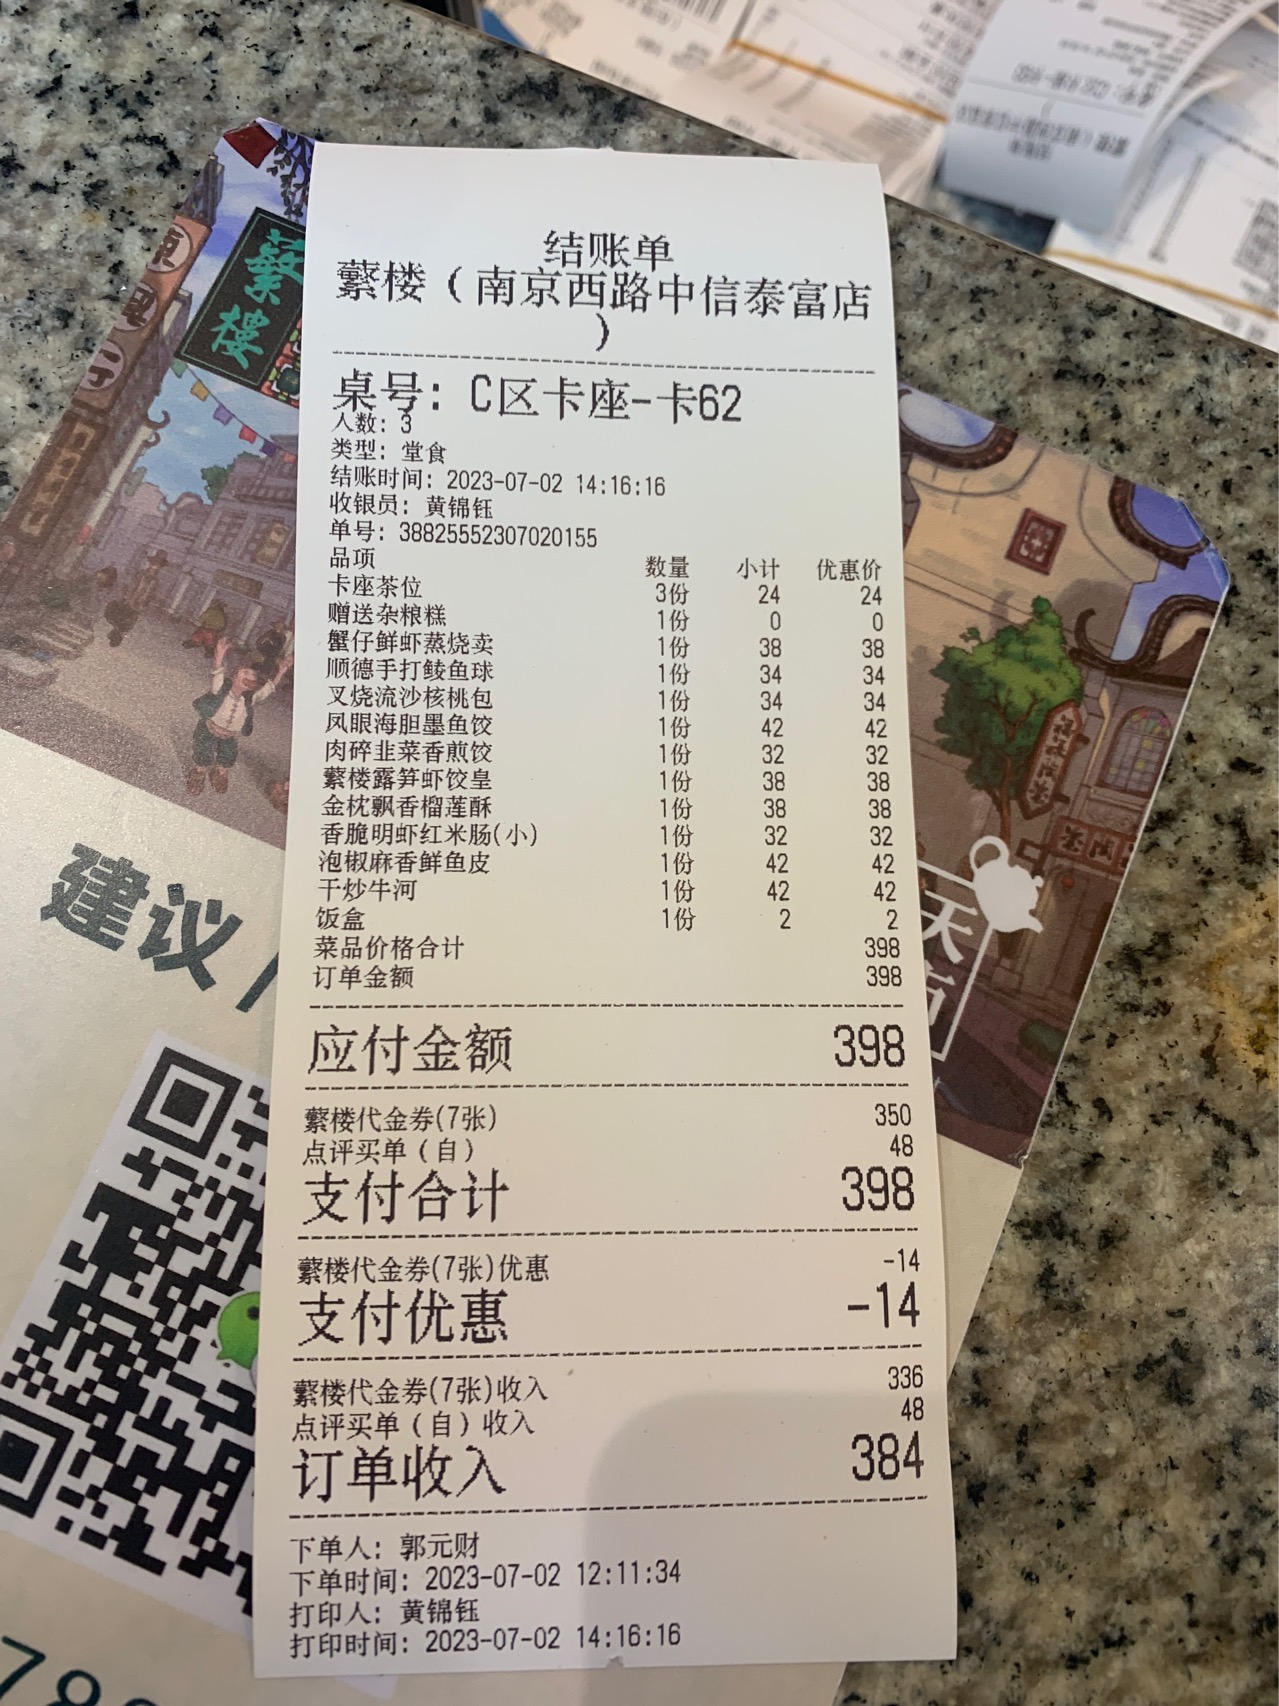 结账单
蘩楼（南京西路中信泰富店
）
桌号：C区卡座-卡62
人数：3
类型：堂食
结账时间：2023-07-02 14:16:16
收银员：黄锦钰
单号：38825552307020155
品项 数量 小计 优惠价
卡座茶位 3份 24 24
赠送杂粮糕 1份 0 0
蟹仔鲜虾蒸烧卖 1份 38 38
顺德手打鲮鱼球 1份 34 34
叉烧流沙核桃包 1份 34 34
凤眼海胆墨鱼饺 1份 42 42
肉碎韭菜香煎饺 1份 32 32
蘩楼露笋虾饺皇 1份 38 38
金枕飘香榴莲酥 1份 38 38
香脆明虾红米肠(小) 1份 32 32
泡椒麻香鲜鱼皮 1份 42 42
干炒牛河 1份 42 42
饭盒 1份 2 2
菜品价格合计 398
订单金额 398
应付金额 398
蘩楼代金券(7张) 350
点评买单（自） 48
支付合计 398
蘩楼代金券(7张)优惠 -14
支付优惠 -14
蘩楼代金券(7张)收入 336
点评买单（自）收入 48
订单收入 384
下单人：郭元财
下单时间：2023-07-02 12:11:34
打印人：黄锦钰
打印时间：2023-07-02 14:16:16
蘩樓
建议
天
78